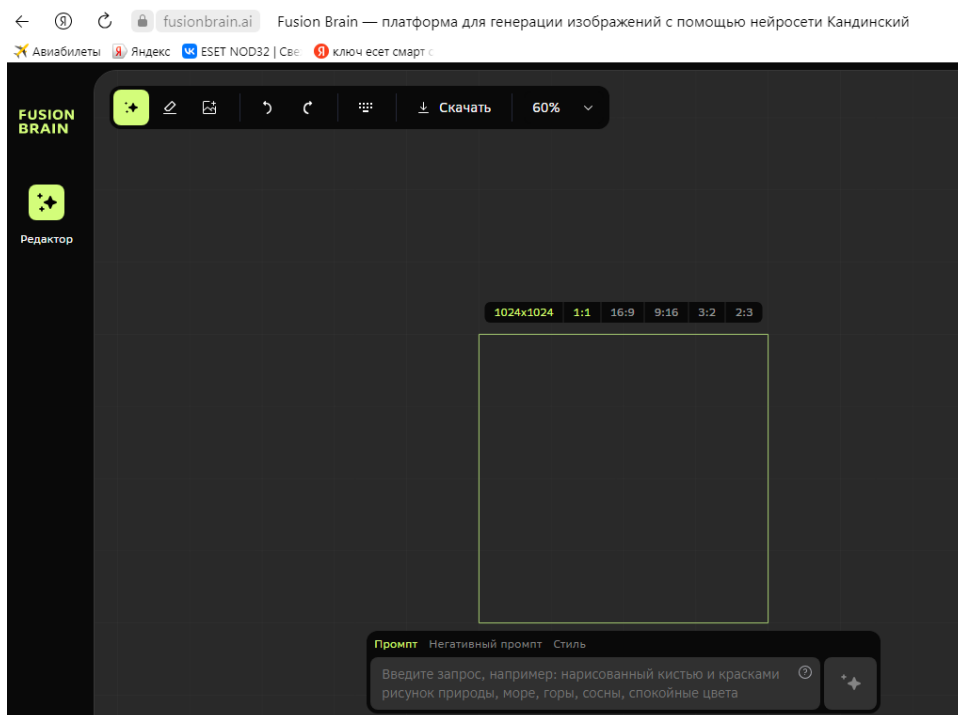 fusionbrain.ai Fusion Brain — платформа для генерации изображений с помощью нейросети Кандинский
Авиабилеты Я Яндекс ESET NOD32 | Све ключ есет смарт
FUSION
BRAIN
Скачать 60%
Редактор
1024x1024 1:1 16:9 9:16 3:2 2:3
Промпт Негативный промпт Стиль
Введите запрос, например: нарисованный кистью и красками
рисунок природы, море, горы, сосны, спокойные цвета